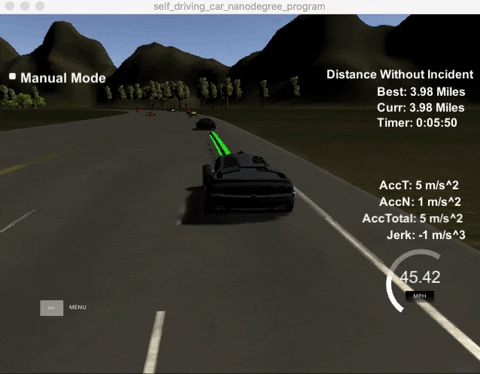 self_driving_car_nanodegree_program
Manual Mode
Distance Without Incident
Best: 3.98 Miles
Curr: 3.98 Miles
Timer: 0:05:50
AccT: 5 m/s^2
AccN: 1 m/s^2
AccTotal: 5 m/s^2
Jerk: -1 m/s^3
45.42
MPH
MENU